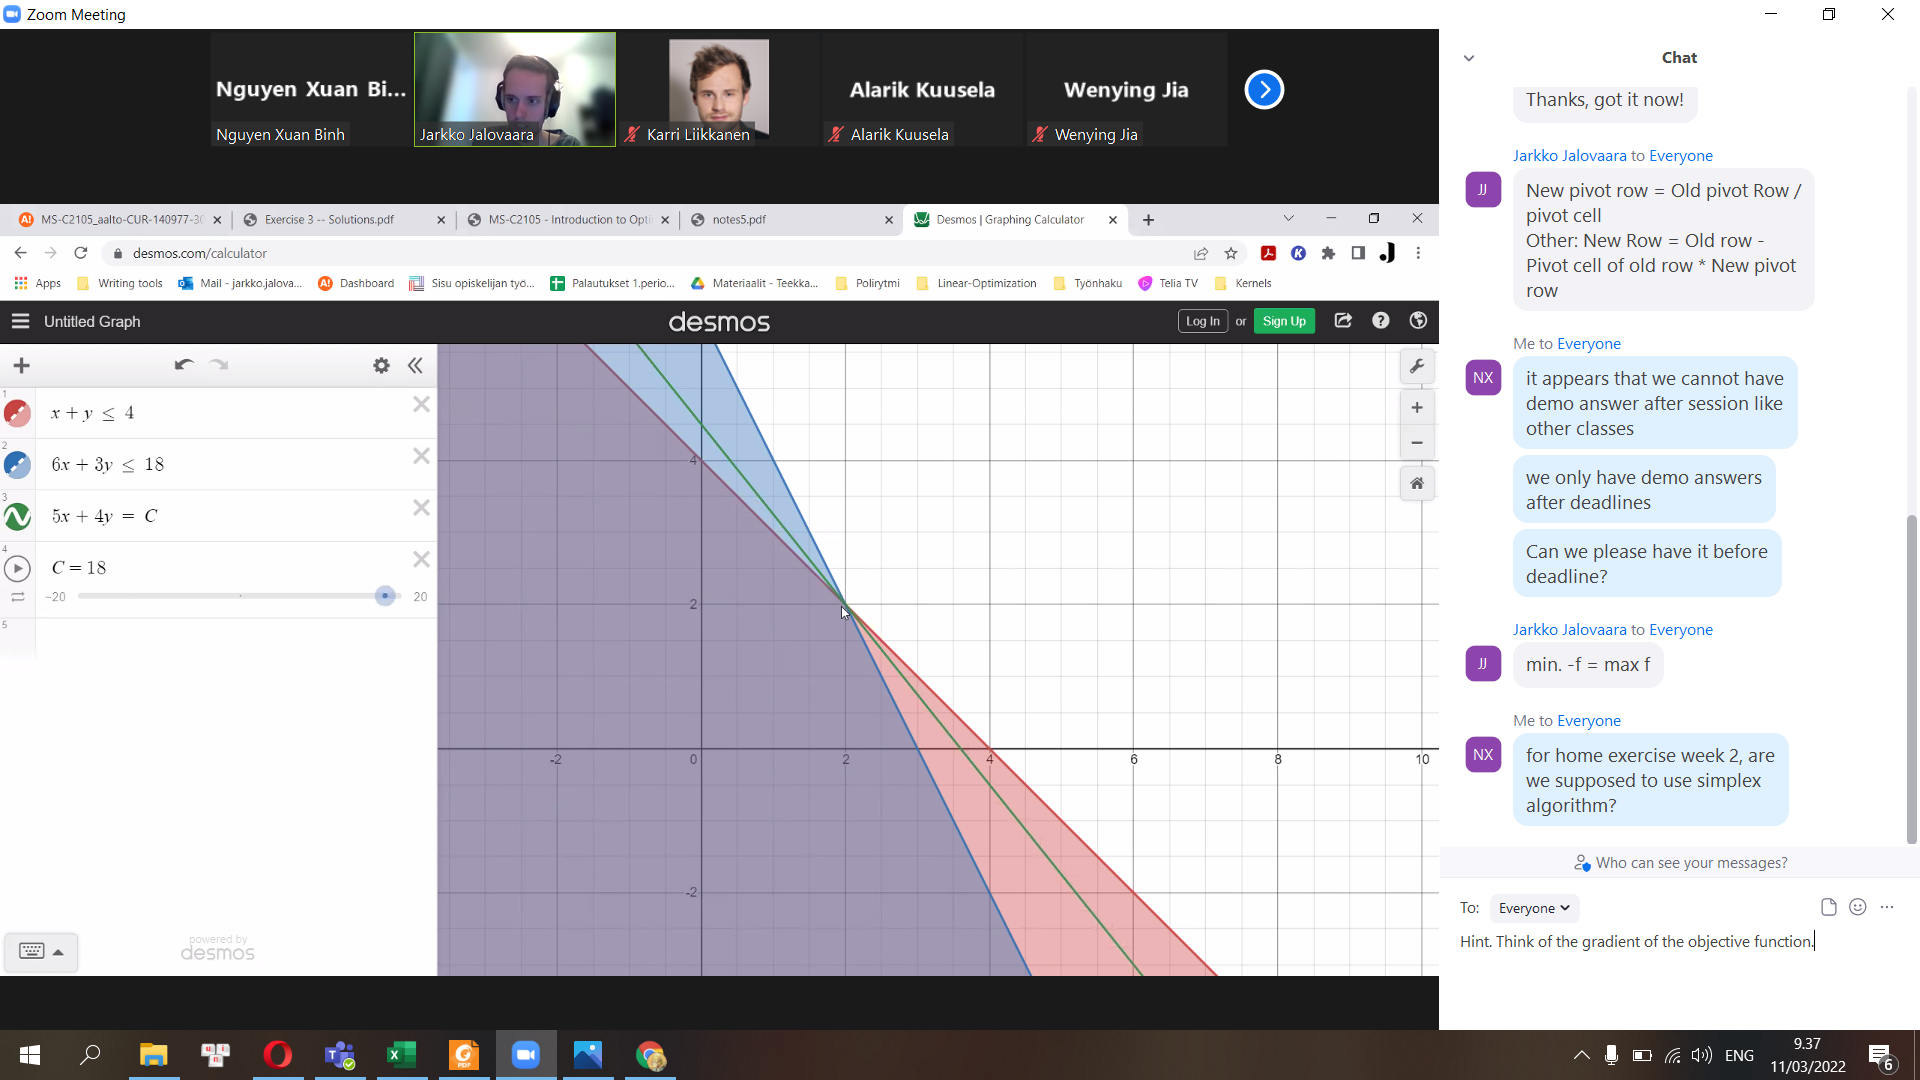 Zoom Meeting
Nguyen Xuan Bi...
Nguyen Xuan Binh
Jarkko Jalovaara
Karri Liikkanen
Alarik Kuusela
Alarik Kuusela
Wenying Jia
Wenying Jia
MS-C2105_aalto-CUR-140977-30
Exercise 3 -- Solutions.pdf
MS-C2105 - Introduction to Opti
notes5.pdf
Desmos | Graphing Calculator
desmos.com/calculator
Apps
Writing tools
Mail - jarkko.jalova...
Dashboard
Sisu opiskelijan työ...
Palautukset 1.perio...
Materiaalit - Teekka...
Polirytmi
Linear-Optimization
Työnhaku
Telia TV
Kernels
Untitled Graph
desmos
Log In or Sign Up
1
x + y ≤ 4
2
6x + 3y ≤ 18
3
5x + 4y = C
4
C = 18
-20
20
5
powered by
desmos
4
2
-2
0
2
4
6
8
10
-2
Chat
Thanks, got it now!
Jarkko Jalovaara to Everyone
JJ
New pivot row = Old pivot Row /
pivot cell
Other: New Row = Old row -
Pivot cell of old row * New pivot
row
Me to Everyone
NX
it appears that we cannot have
demo answer after session like
other classes
we only have demo answers
after deadlines
Can we please have it before
deadline?
Jarkko Jalovaara to Everyone
JJ
min. -f = max f
Me to Everyone
NX
for home exercise week 2, are
we supposed to use simplex
algorithm?
Who can see your messages?
To: Everyone
Hint. Think of the gradient of the objective function.
ENG
9.37
11/03/2022
6